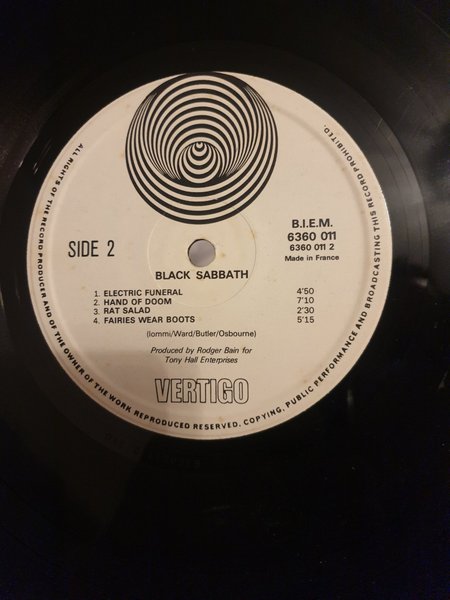 B.I.E.M.
6360 011
6360 011 2
Made in France
SIDE 2
BLACK SABBATH
1. ELECTRIC FUNERAL 4'50
2. HAND OF DOOM 7'10
3. RAT SALAD 2'30
4. FAIRIES WEAR BOOTS 5'15
(Iommi/Ward/Butler/Osbourne)
Produced by Rodger Bain for
Tony Hall Enterprises
VERTIGO
ALL RIGHTS OF THE RECORD PRODUCER AND OF THE OWNER OF THE WORK REPRODUCED RESERVED. COPYING, PUBLIC PERFORMANCE AND BROADCASTING THIS RECORD PROHIBITED.